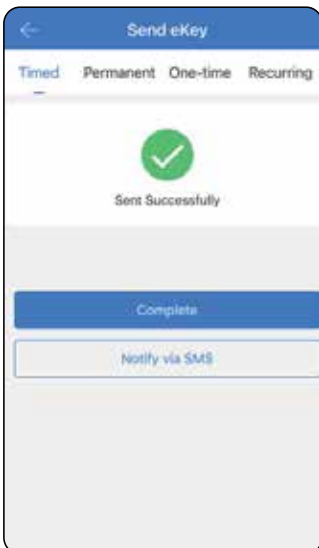 Send eKey
Timed Permanent One-time Recurring
Sent Successfully
Complete
Notify via SMS